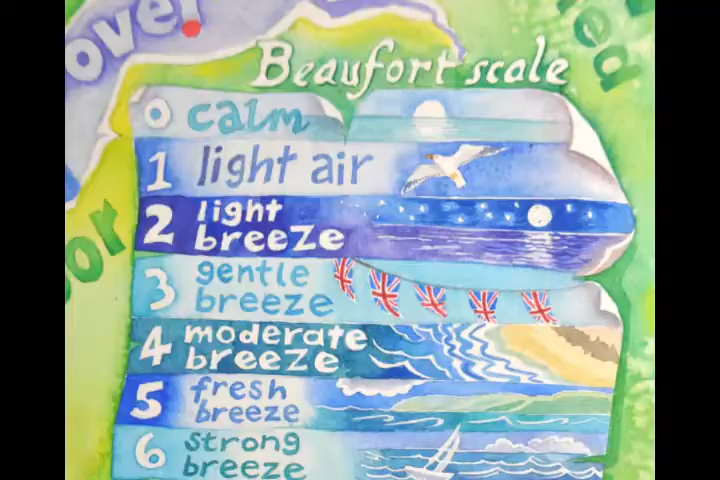 over!
Beaufort scale
0 calm
1 light air
2 light
breeze
3 gentle
breeze
4 moderate
breeze
5 fresh
breeze
6 strong
breeze